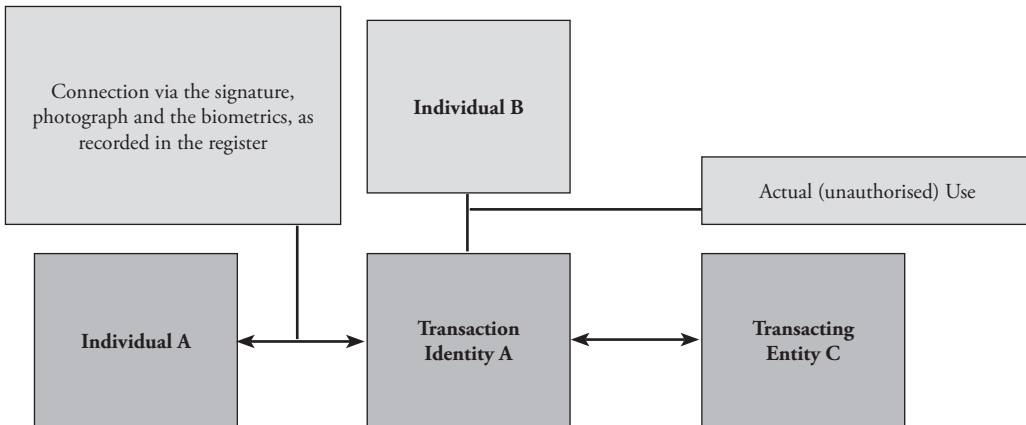 Connection via the signature,
photograph and the biometrics, as
recorded in the register
Individual B
Actual (unauthorised) Use
Individual A
Transaction
Identity A
Transacting
Entity C